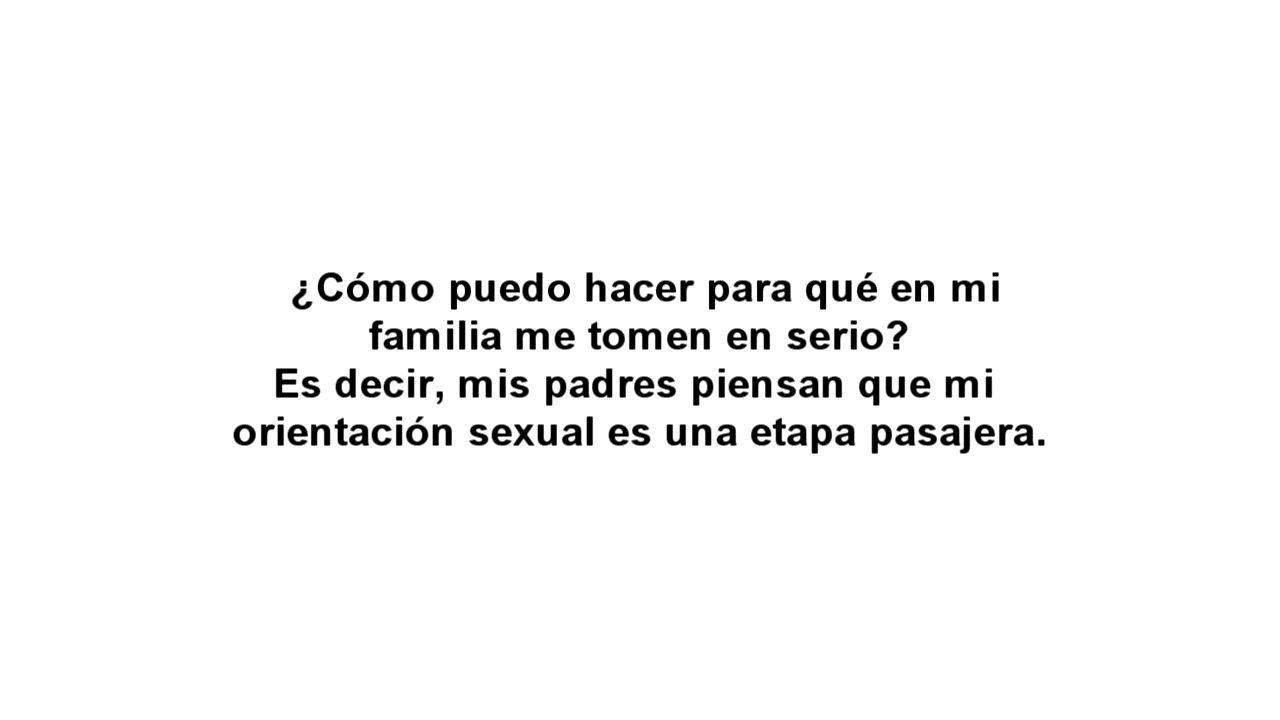 ¿Cómo puedo hacer para qué en mi
familia me tomen en serio?
Es decir, mis padres piensan que mi
orientación sexual es una etapa pasajera.